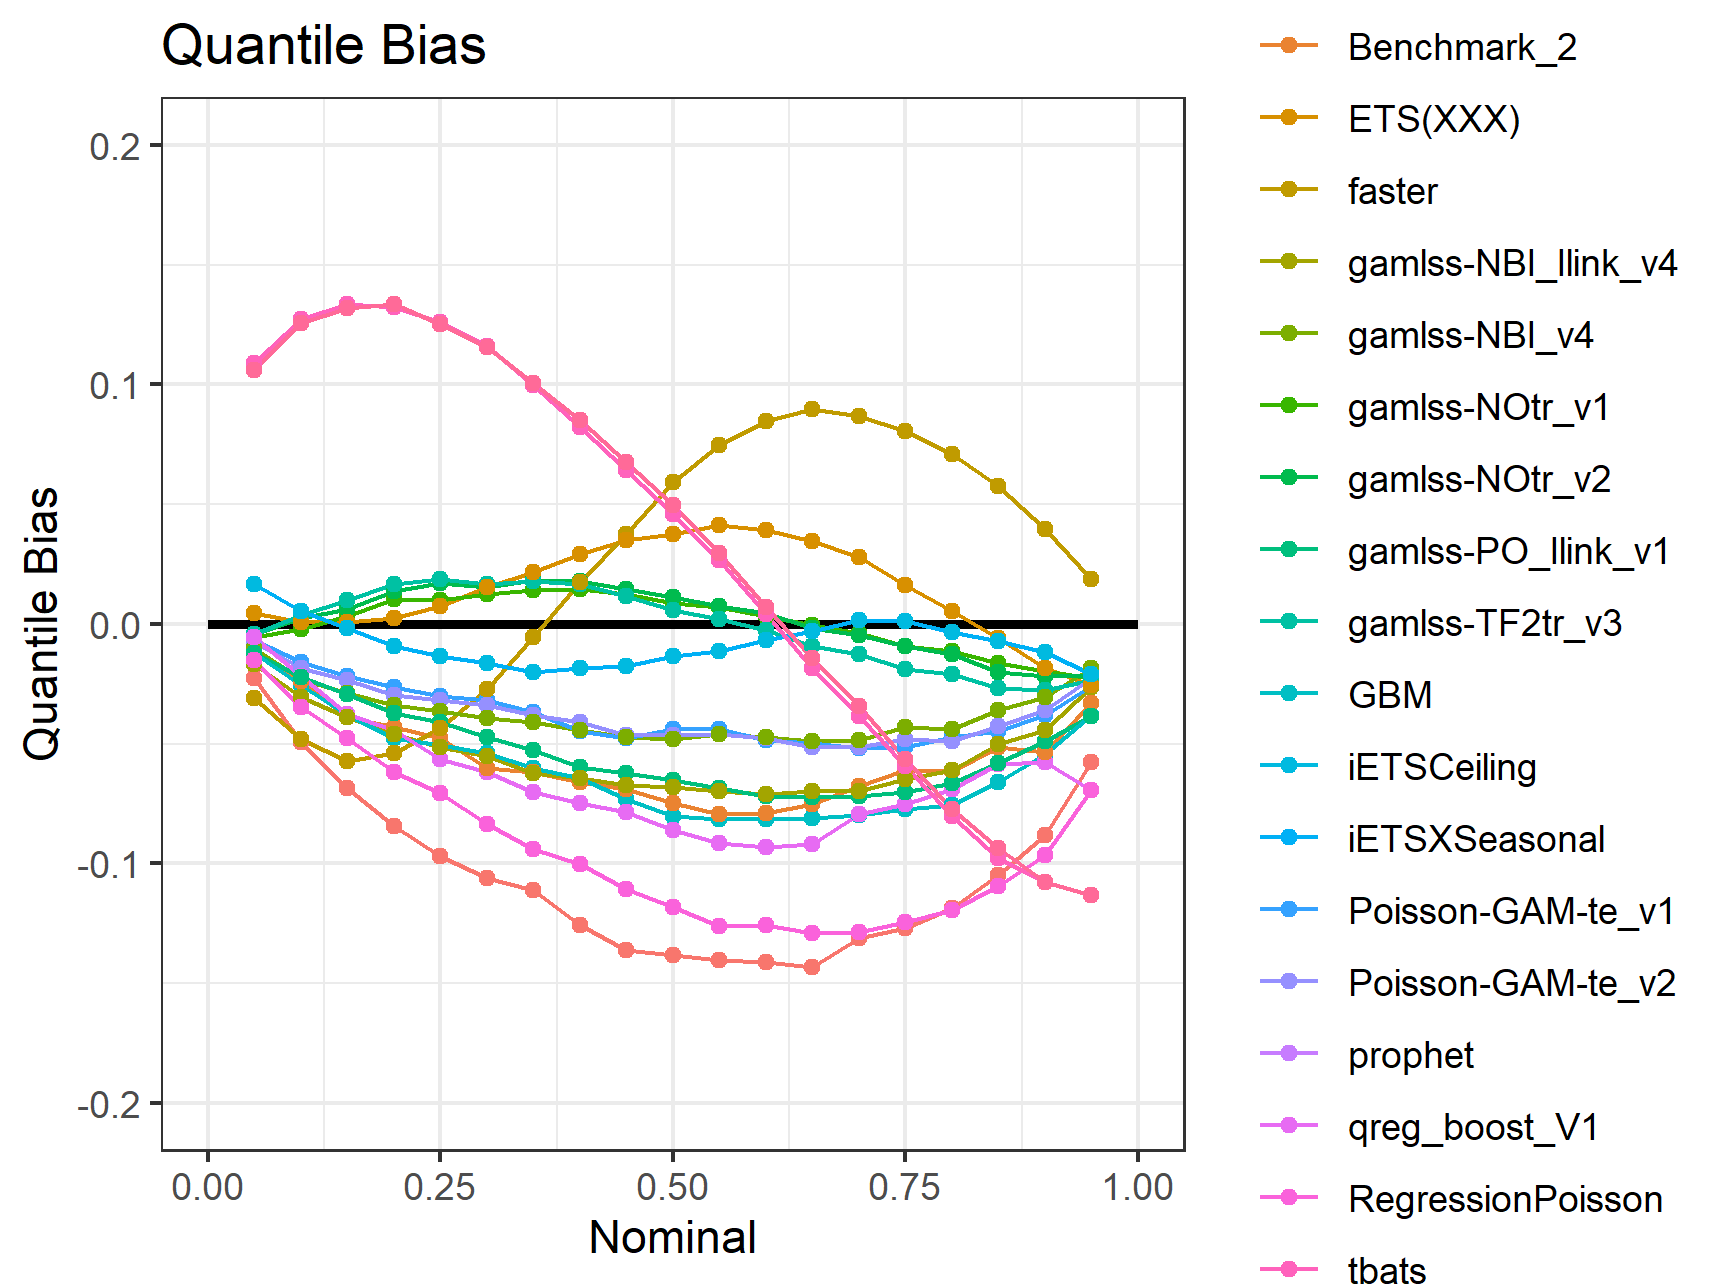 Quantile Bias
Quantile Bias
0.2
0.1
0.0
-0.1
-0.2
0.00
0.25
0.50
0.75
1.00
Nominal
Benchmark_2
ETS(XXX)
faster
gamlss-NBI_llink_v4
gamlss-NBI_v4
gamlss-NOtr_v1
gamlss-NOtr_v2
gamlss-PO_llink_v1
gamlss-TF2tr_v3
GBM
iETSCeiling
iETSXSeasonal
Poisson-GAM-te_v1
Poisson-GAM-te_v2
prophet
qreg_boost_V1
RegressionPoisson
tbats